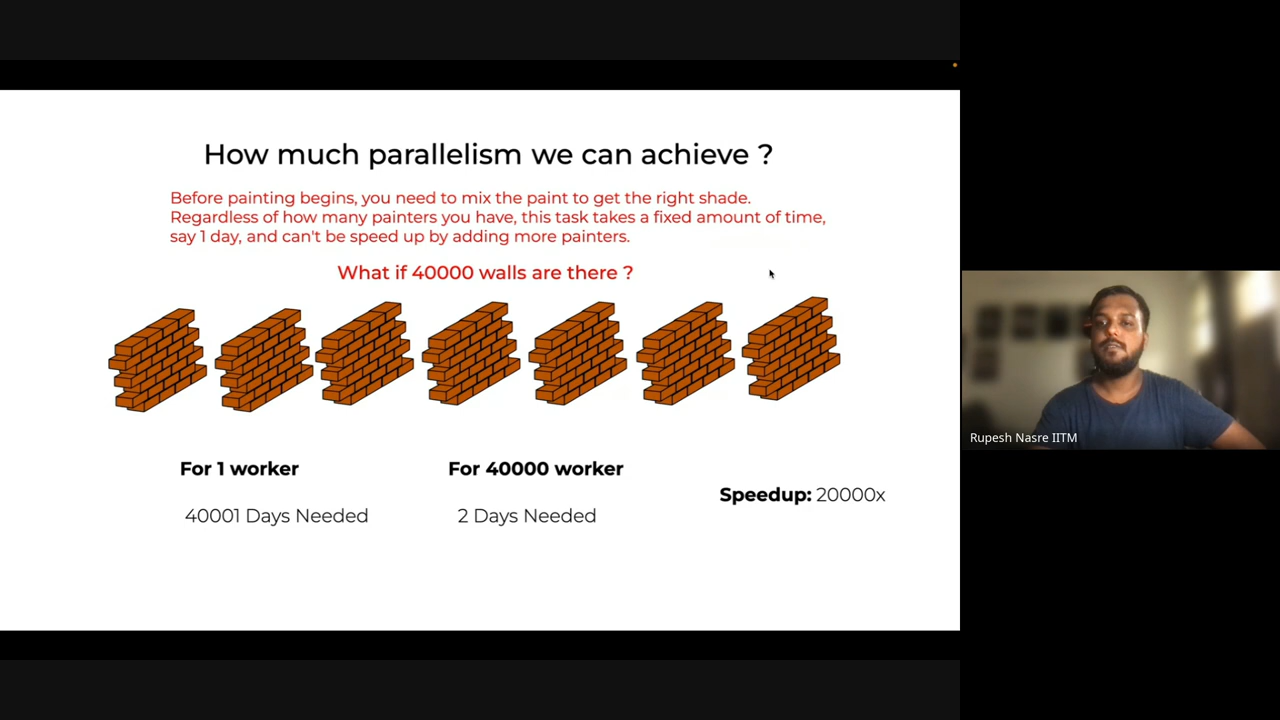 How much parallelism we can achieve ?
Before painting begins, you need to mix the paint to get the right shade.
Regardless of how many painters you have, this task takes a fixed amount of time,
say 1 day, and can't be speed up by adding more painters.
What if 40000 walls are there ?
For 1 worker
For 40000 worker
Speedup: 20000x
40001 Days Needed
2 Days Needed
Rupesh Nasre IITM